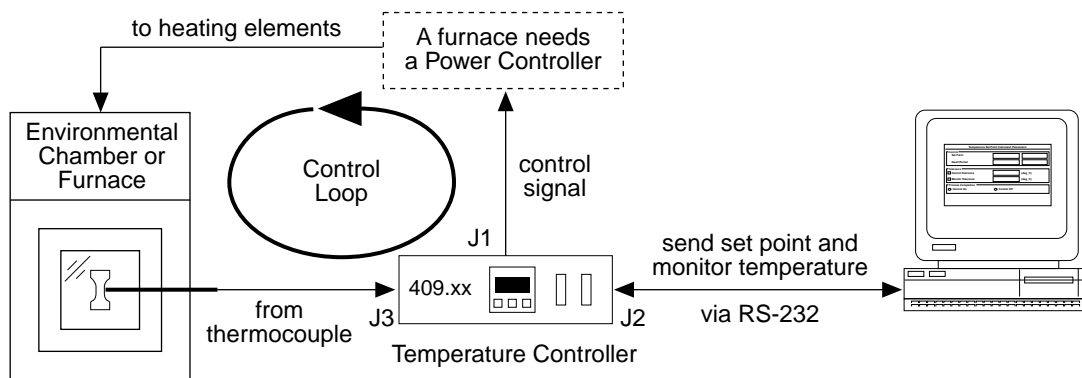 to heating elements
A furnace needs
a Power Controller
Environmental
Chamber or
Furnace
Control
Loop
control
signal
J1
send set point and
monitor temperature
409.xx
from
thermocouple
J3
J2
via RS-232
Temperature Controller